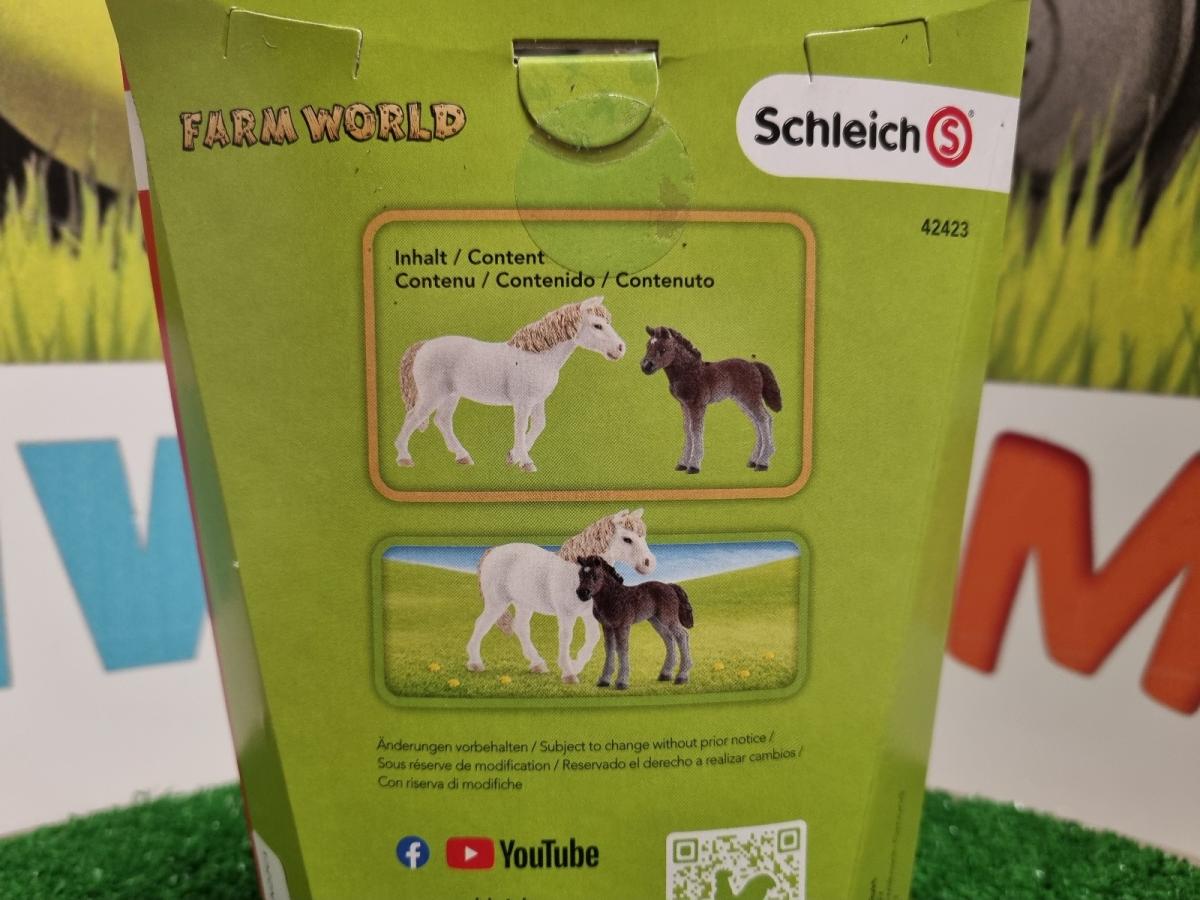 FARM WORLD
Schleich S®
42423
Inhalt / Content
Contenu / Contenido / Contenuto
Änderungen vorbehalten / Subject to change without prior notice /
Sous réserve de modification / Reservado el derecho a realizar cambios /
Con riserva di modifiche
f YouTube
W
M